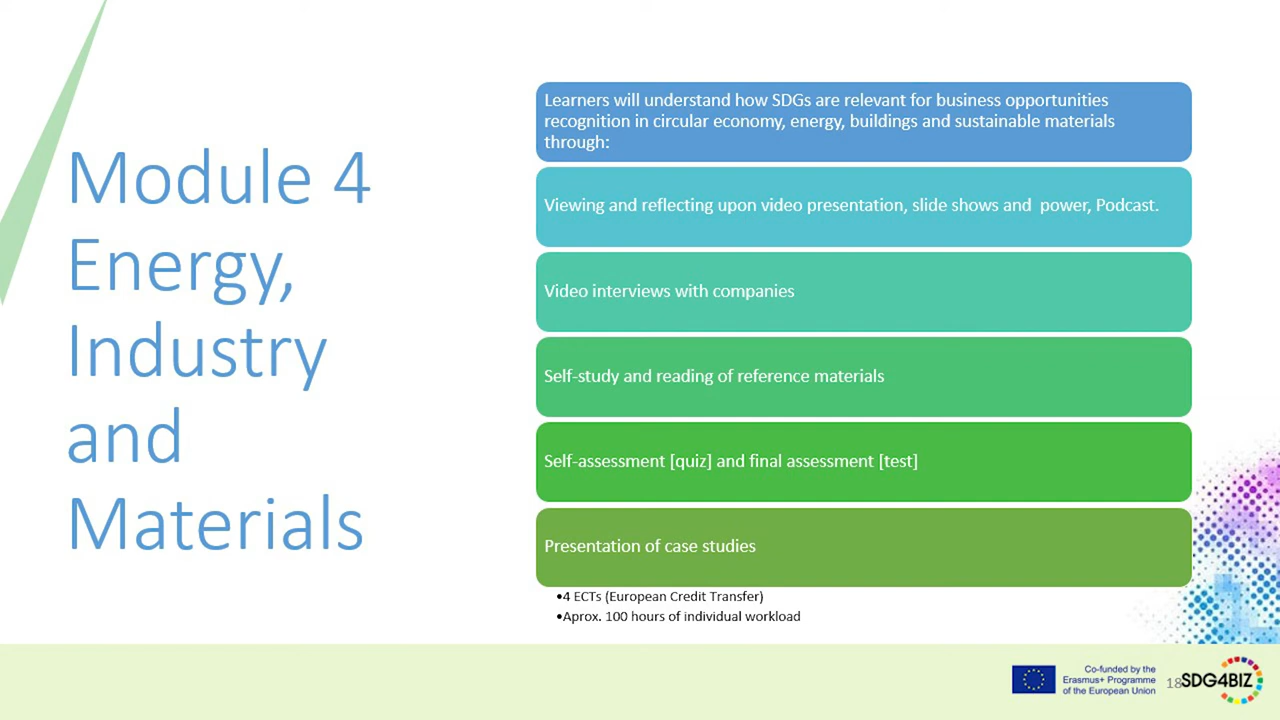 Module 4
Energy,
Industry
and
Materials
Learners will understand how SDGs are relevant for business opportunities
recognition in circular economy, energy, buildings and sustainable materials
through:
Viewing and reflecting upon video presentation, slide shows and  power, Podcast.
Video interviews with companies
Self-study and reading of reference materials
Self-assessment [quiz] and final assessment [test]
Presentation of case studies
•4 ECTs (European Credit Transfer)
•Aprox. 100 hours of individual workload
Co-funded by the
Erasmus+ Programme
of the European Union
18
SDG4BIZ